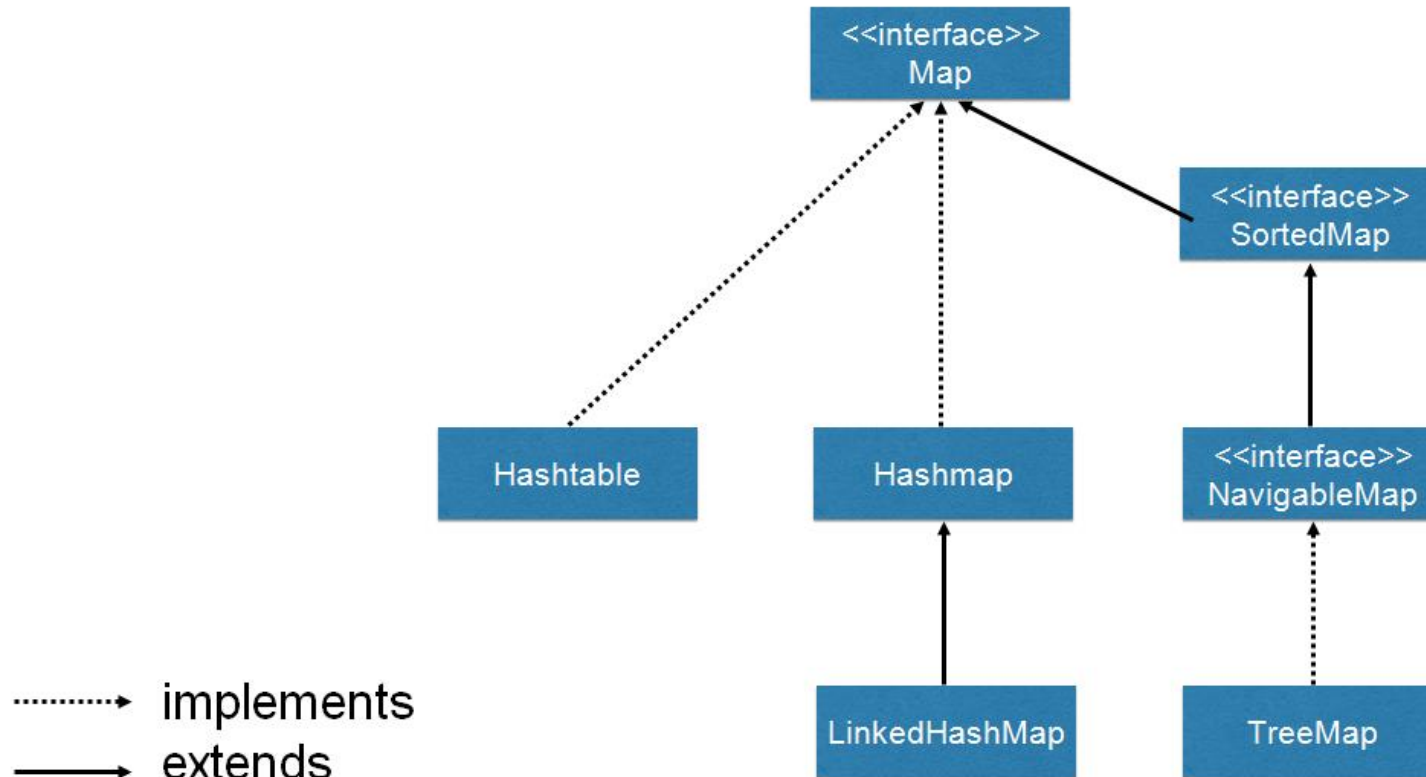 <<interface>>
Map
<<interface>>
SortedMap
Hashtable
Hashmap
<<interface>>
NavigableMap
LinkedHashMap
TreeMap
implements
extends